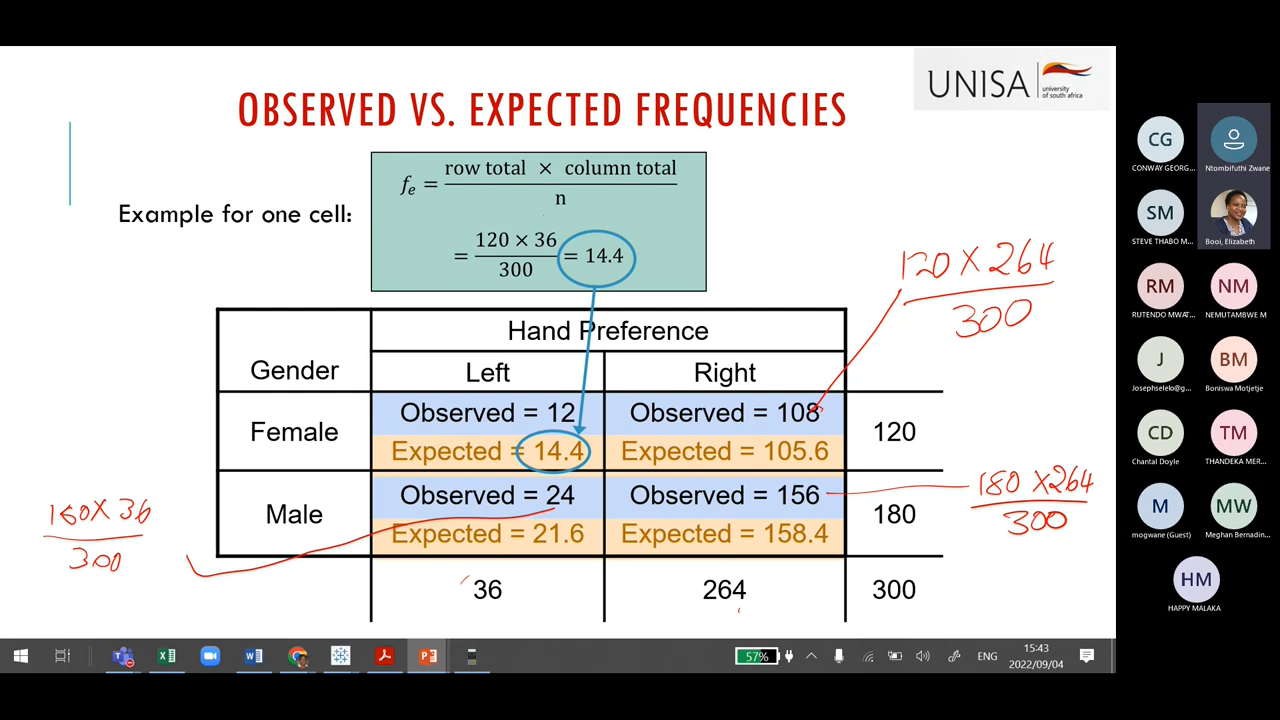 UNISA
university
of south africa
OBSERVED VS. EXPECTED FREQUENCIES
Example for one cell:
fₑ = row total × column total / n
= 120 × 36 / 300 = 14.4
120 × 264
300
Hand Preference
Gender Left Right
Female Observed = 12 Observed = 108 120
Expected = 14.4 Expected = 105.6
Male Observed = 24 Observed = 156 180
Expected = 21.6 Expected = 158.4
36 264 300
180 × 36
300
180 × 264
300
CG
CONWAY GEORG...
Ntombifuthi Zwane
SM
STEVE THABO M...
Booi, Elizabeth
RM
RUTENDO MWAT...
NM
NEMUTAMBWE M
J
Josephselelo@g...
BM
Boniswa Motjetje
CD
Chantal Doyle
TM
THANDEKA MER...
M
mogwane (Guest)
MW
Meghan Bernadin...
HM
HAPPY MALAKA
57%
ENG
15:43
2022/09/04